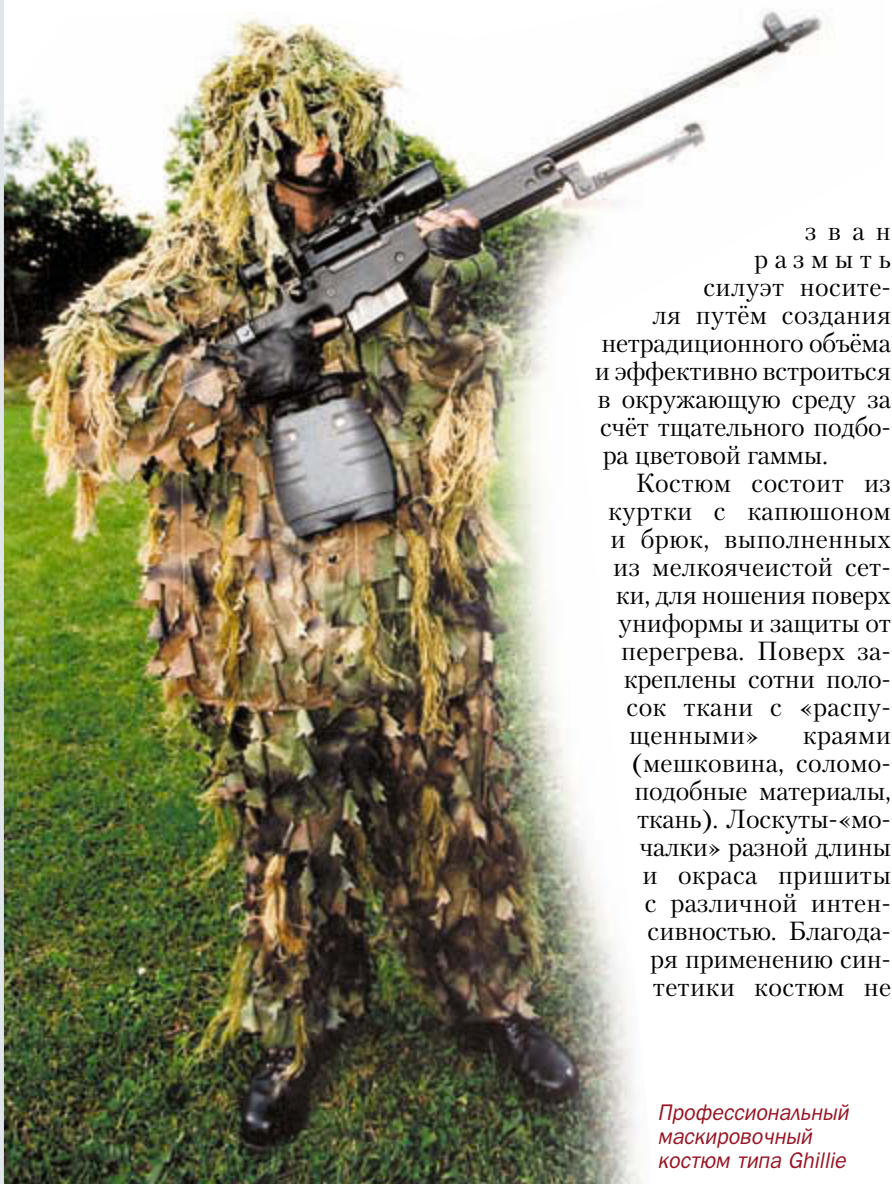 зван
размыть
силуэт носите-
ля путём создания
нетрадиционного объёма
и эффективно встроиться
в окружающую среду за
счёт тщательного подбо-
ра цветовой гаммы.
Костюм состоит из
куртки с капюшоном
и брюк, выполненных
из мелкоячеистой сет-
ки, для ношения поверх
униформы и защиты от
перегрева. Поверх за-
креплены сотни поло-
сок ткани с «распу-
щенными» краями
(мешковина, соломо-
подобные материалы,
ткань). Лоскуты-«мо-
чалки» разной длины
и окраса пришиты
с различной интен-
сивностью. Благода-
ря применению син-
тетики костюм не
Профессиональный
маскировочный
костюм типа Ghillie